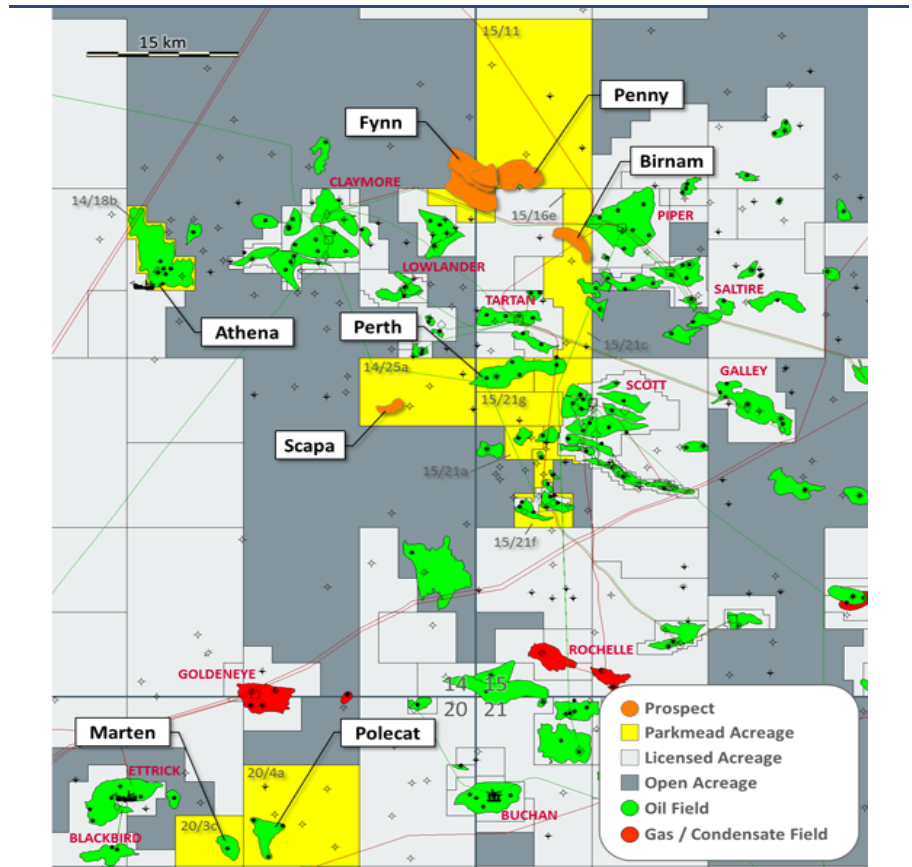 15 km
15/11
Penny
Fynn
Birnam
CLAYMORE
14/18b
15/16e
PIPER
LOWLANDER
SALTIRE
TARTAN
Athena
Perth
15/21c
14/25a
GALLEY
SCOTT
15/21g
Scapa
15/21a
15/21f
ROCHELLE
GOLDENEYE
14 15
20 21
Prospect
Marten
Polecat
Parkmead Acreage
Licensed Acreage
ETTRICK
20/4a
Open Acreage
Oil Field
BUCHAN
20/3c
BLACKBIRD
Gas / Condensate Field